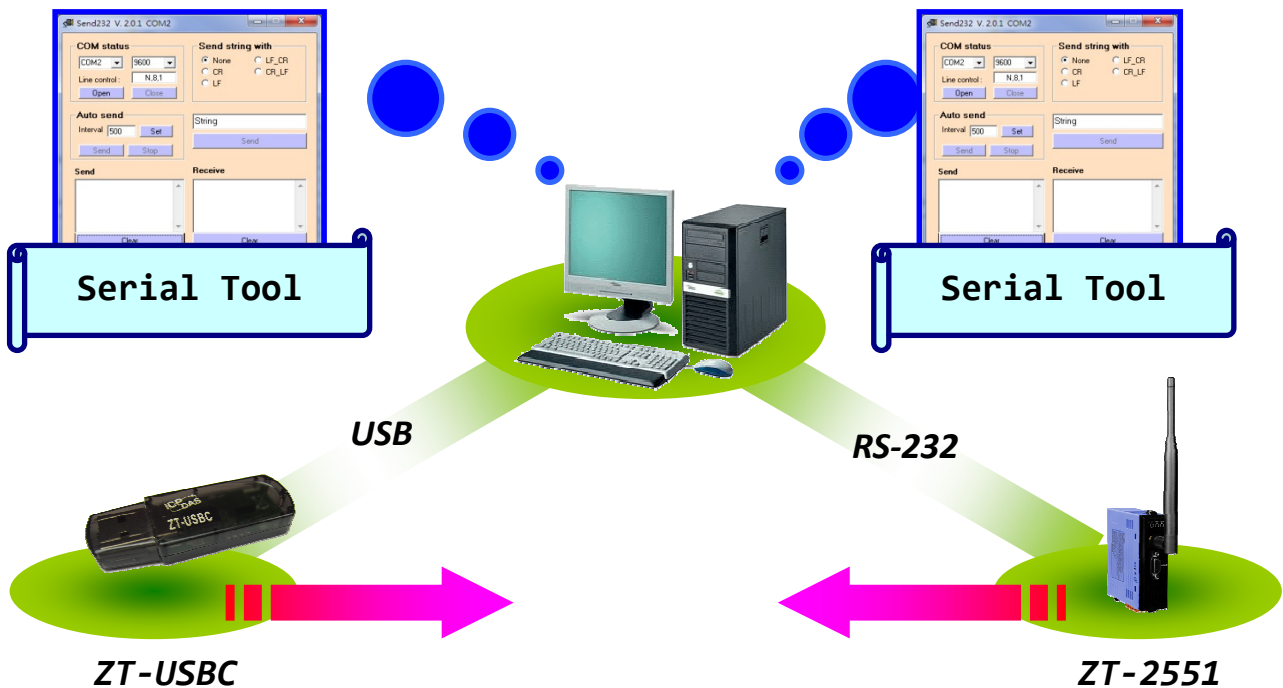 Send232 V. 2.0.1 COM2
COM status
COM2
9600
Line control :
N,8,1
Open
Close
Send string with
None
LF_CR
CR
CR_LF
LF
Auto send
Interval
500
Set
Send
Stop
String
Send
Send
Receive
Clear
Clear
Serial Tool
Send232 V. 2.0.1 COM2
COM status
COM2
9600
Line control :
N,8,1
Open
Close
Send string with
None
LF_CR
CR
CR_LF
LF
Auto send
Interval
500
Set
Send
Stop
String
Send
Send
Receive
Clear
Clear
Serial Tool
USB
RS-232
ICP DAS
ZT-USBC
ZT-USBC
ZT-2551